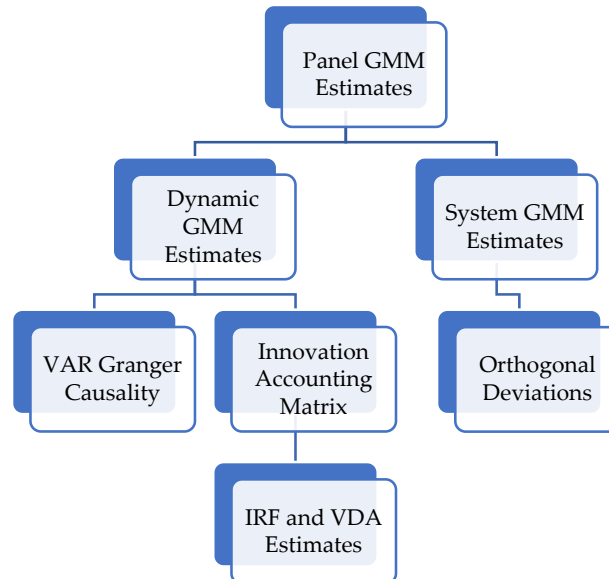 Panel GMM
Estimates
Dynamic
GMM
Estimates
System GMM
Estimates
VAR Granger
Causality
Innovation
Accounting
Matrix
Orthogonal
Deviations
IRF and VDA
Estimates